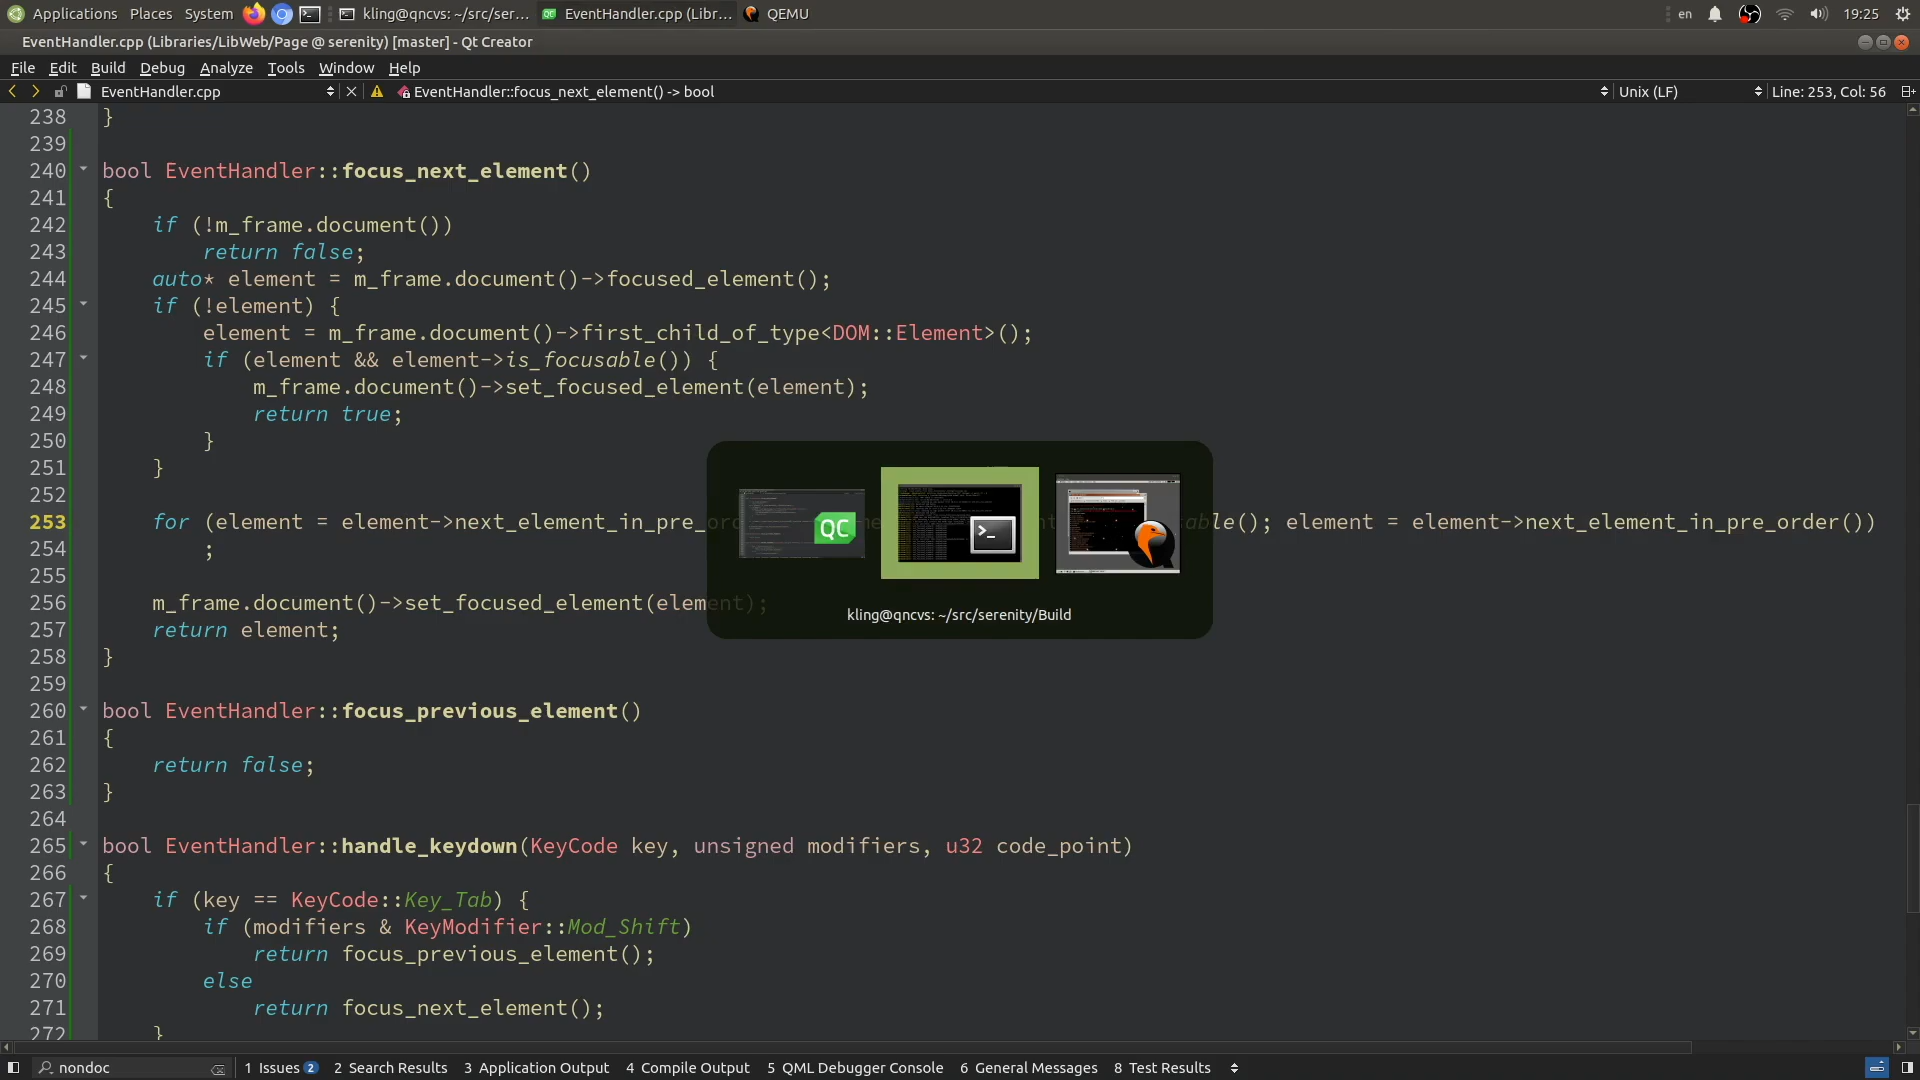 Applications Places System kling@qncvs: ~/src/ser... EventHandler.cpp (Libr... QEMU en 19:25
EventHandler.cpp (Libraries/LibWeb/Page @ serenity) [master] - Qt Creator
File Edit Build Debug Analyze Tools Window Help
EventHandler.cpp EventHandler::focus_next_element() -> bool Unix (LF) Line: 253, Col: 56
238 }
239
240 bool EventHandler::focus_next_element()
241 {
242 if (!m_frame.document())
243 return false;
244 auto* element = m_frame.document()->focused_element();
245 if (!element) {
246 element = m_frame.document()->first_child_of_type<DOM::Element>();
247 if (element && element->is_focusable()) {
248 m_frame.document()->set_focused_element(element);
249 return true;
250 }
251 }
252
253 for (element = element->next_element_in_pre_or able(); element = element->next_element_in_pre_order())
254 ;
255
256 m_frame.document()->set_focused_element(element);
257 return element;
258 }
259
260 bool EventHandler::focus_previous_element()
261 {
262 return false;
263 }
264
265 bool EventHandler::handle_keydown(KeyCode key, unsigned modifiers, u32 code_point)
266 {
267 if (key == KeyCode::Key_Tab) {
268 if (modifiers & KeyModifier::Mod_Shift)
269 return focus_previous_element();
270 else
271 return focus_next_element();
272 }
QC
kling@qncvs: ~/src/serenity/Build
nondoc 1 Issues 2 2 Search Results 3 Application Output 4 Compile Output 5 QML Debugger Console 6 General Messages 8 Test Results